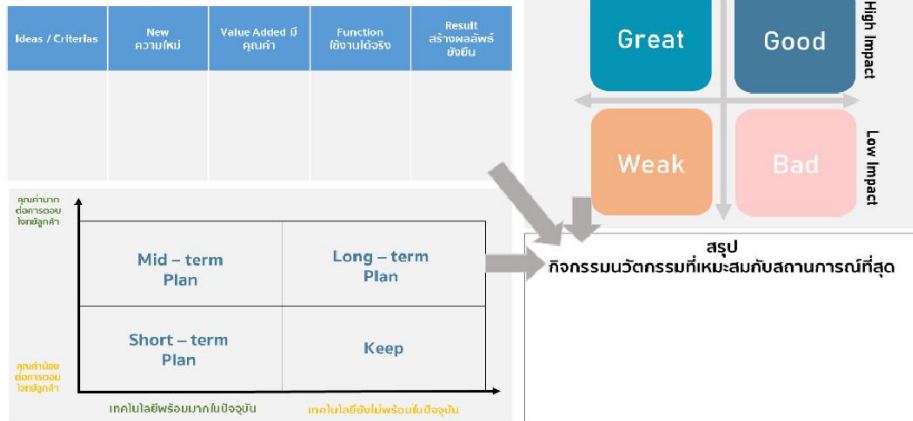 Ideas / Criterias
New
ความใหม่
Value Added มี
คุณค่า
Function
ใช้งานได้จริง
Result
สร้างผลลัพธ์
ยั่งยืน
Great
Good
High Impact
Weak
Bad
Low Impact
คุณค่ามาก
ต่อการตอบ
โจทย์ลูกค้า
Mid – term
Plan
Long – term
Plan
Short – term
Plan
Keep
คุณค่าน้อย
ต่อการตอบ
โจทย์ลูกค้า
เทคโนโลยีพร้อมมากในปัจจุบัน
เทคโนโลยียังไม่พร้อมในปัจจุบัน
สรุป
กิจกรรมนวัตกรรมที่เหมาะสมกับสถานการณ์ที่สุด